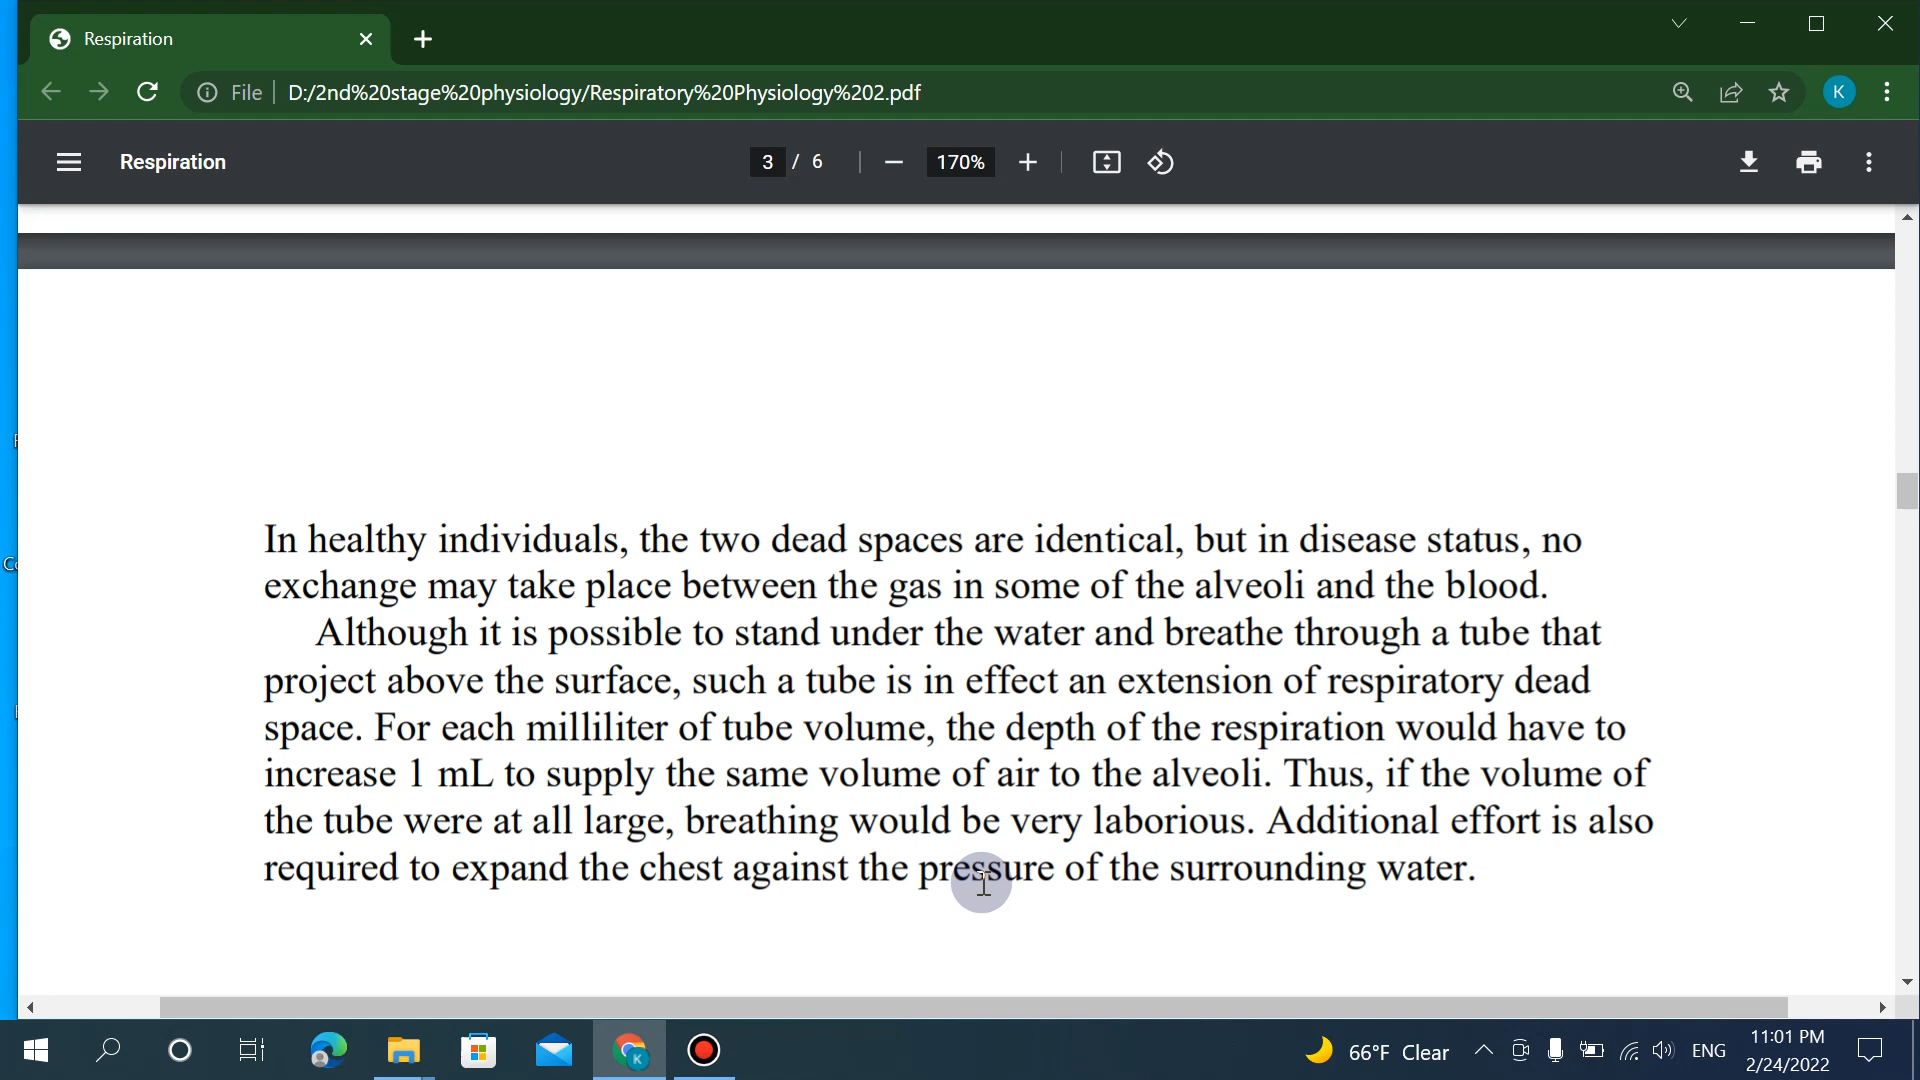 Respiration
File
D:/2nd%20stage%20physiology/Respiratory%20Physiology%202.pdf
K
Respiration
3 / 6
170%
In healthy individuals, the two dead spaces are identical, but in disease status, no
exchange may take place between the gas in some of the alveoli and the blood.
Although it is possible to stand under the water and breathe through a tube that
project above the surface, such a tube is in effect an extension of respiratory dead
space. For each milliliter of tube volume, the depth of the respiration would have to
increase 1 mL to supply the same volume of air to the alveoli. Thus, if the volume of
the tube were at all large, breathing would be very laborious. Additional effort is also
required to expand the chest against the pressure of the surrounding water.
K
66°F Clear
ENG
11:01 PM
2/24/2022